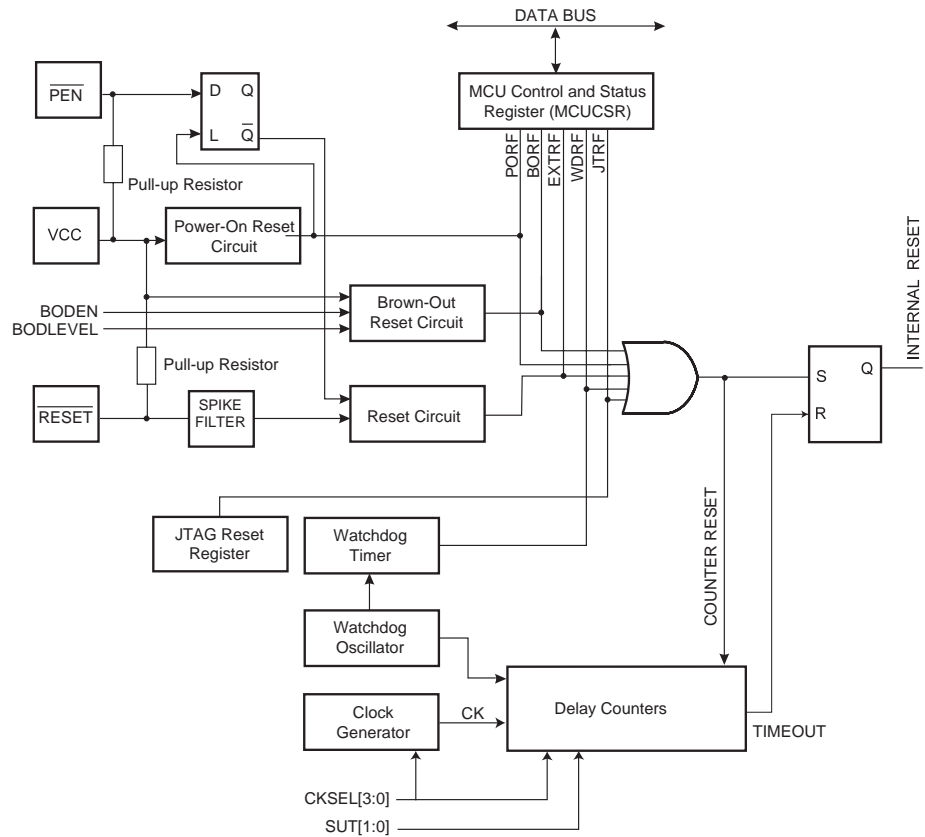 DATA BUS
PEN
D Q
L Q
MCU Control and Status
Register (MCUCSR)
PORF
BORF
EXTRF
WDRF
JTRF
Pull-up Resistor
VCC
Power-On Reset
Circuit
BODEN
BODLEVEL
Brown-Out
Reset Circuit
Pull-up Resistor
RESET
SPIKE
FILTER
Reset Circuit
INTERNAL RESET
S Q
R
JTAG Reset
Register
Watchdog
Timer
COUNTER RESET
Watchdog
Oscillator
Clock
Generator
CK
Delay Counters
TIMEOUT
CKSEL[3:0]
SUT[1:0]